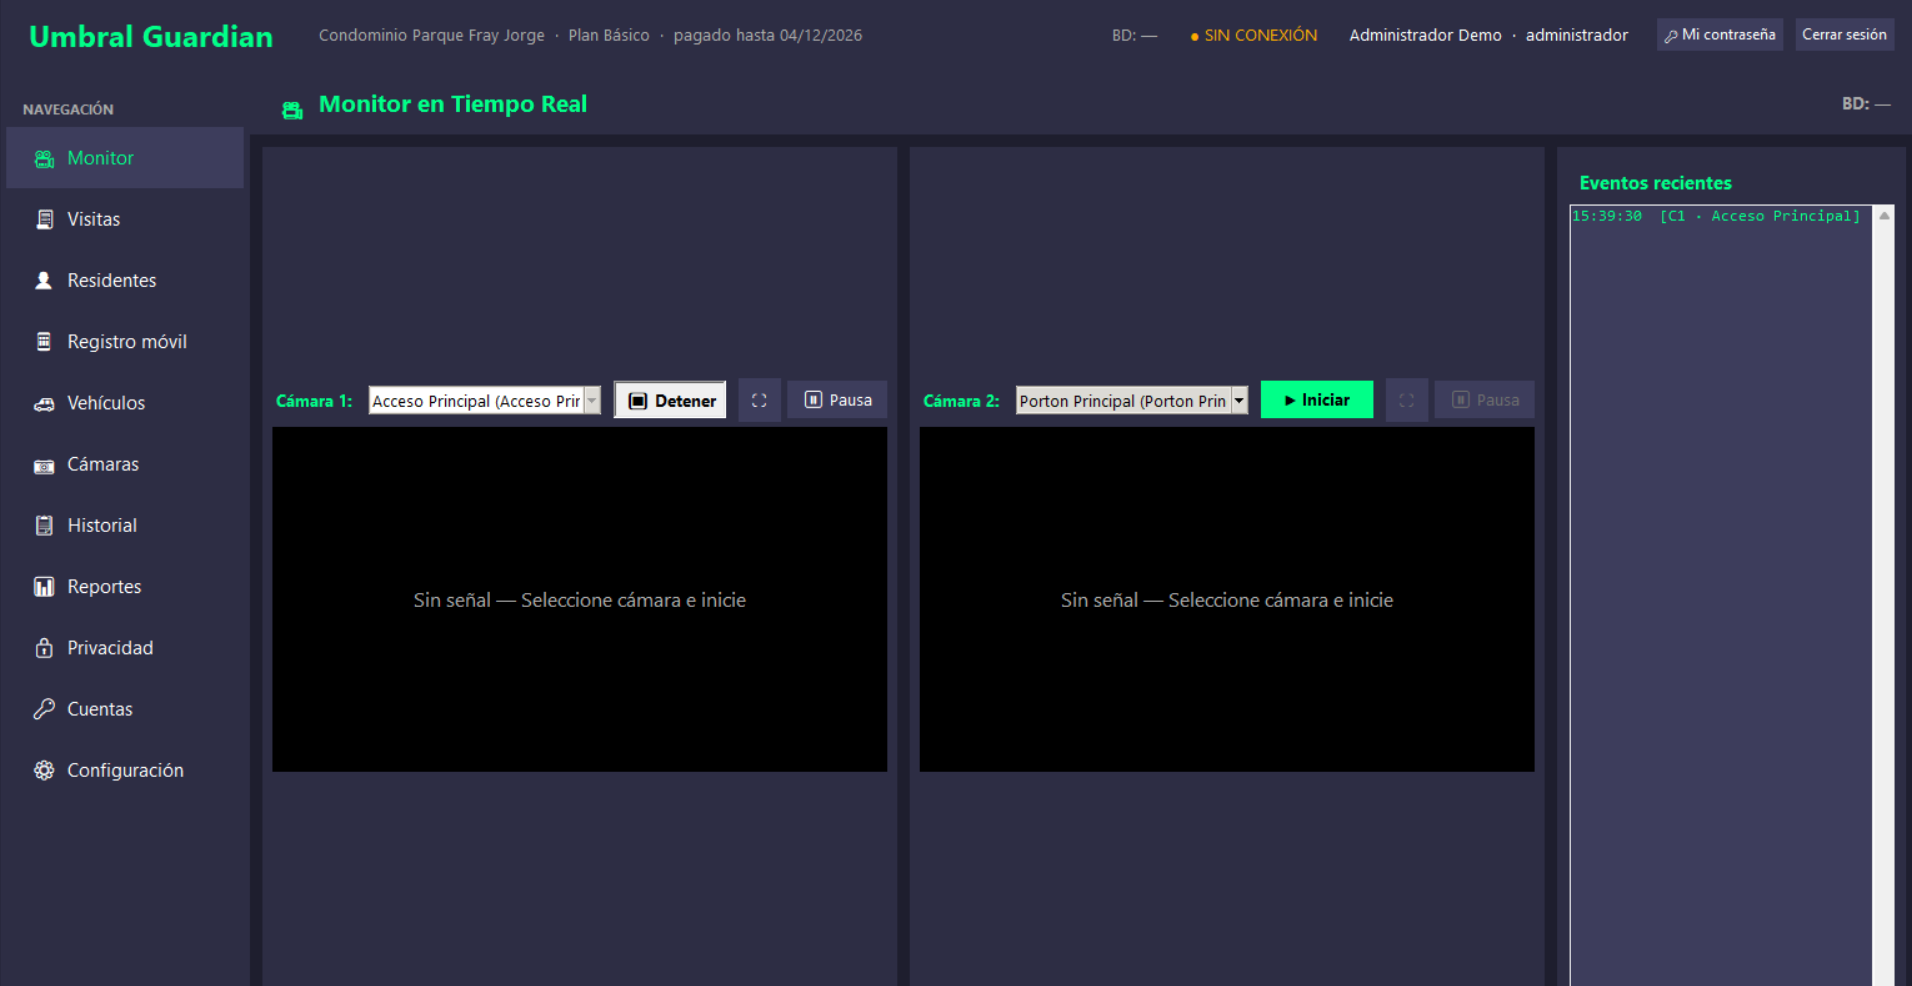 Umbral Guardian
Condominio Parque Fray Jorge · Plan Básico · pagado hasta 04/12/2026
BD: —
● SIN CONEXIÓN
Administrador Demo · administrador
Mi contraseña
Cerrar sesión
NAVEGACIÓN
Monitor
Visitas
Residentes
Registro móvil
Vehículos
Cámaras
Historial
Reportes
Privacidad
Cuentas
Configuración
Monitor en Tiempo Real
BD: —
Cámara 1:
Acceso Principal (Acceso Prir
Detener
Pausa
Sin señal — Seleccione cámara e inicie
Cámara 2:
Porton Principal (Porton Prin
Iniciar
Pausa
Sin señal — Seleccione cámara e inicie
Eventos recientes
15:39:30 [C1 · Acceso Principal]